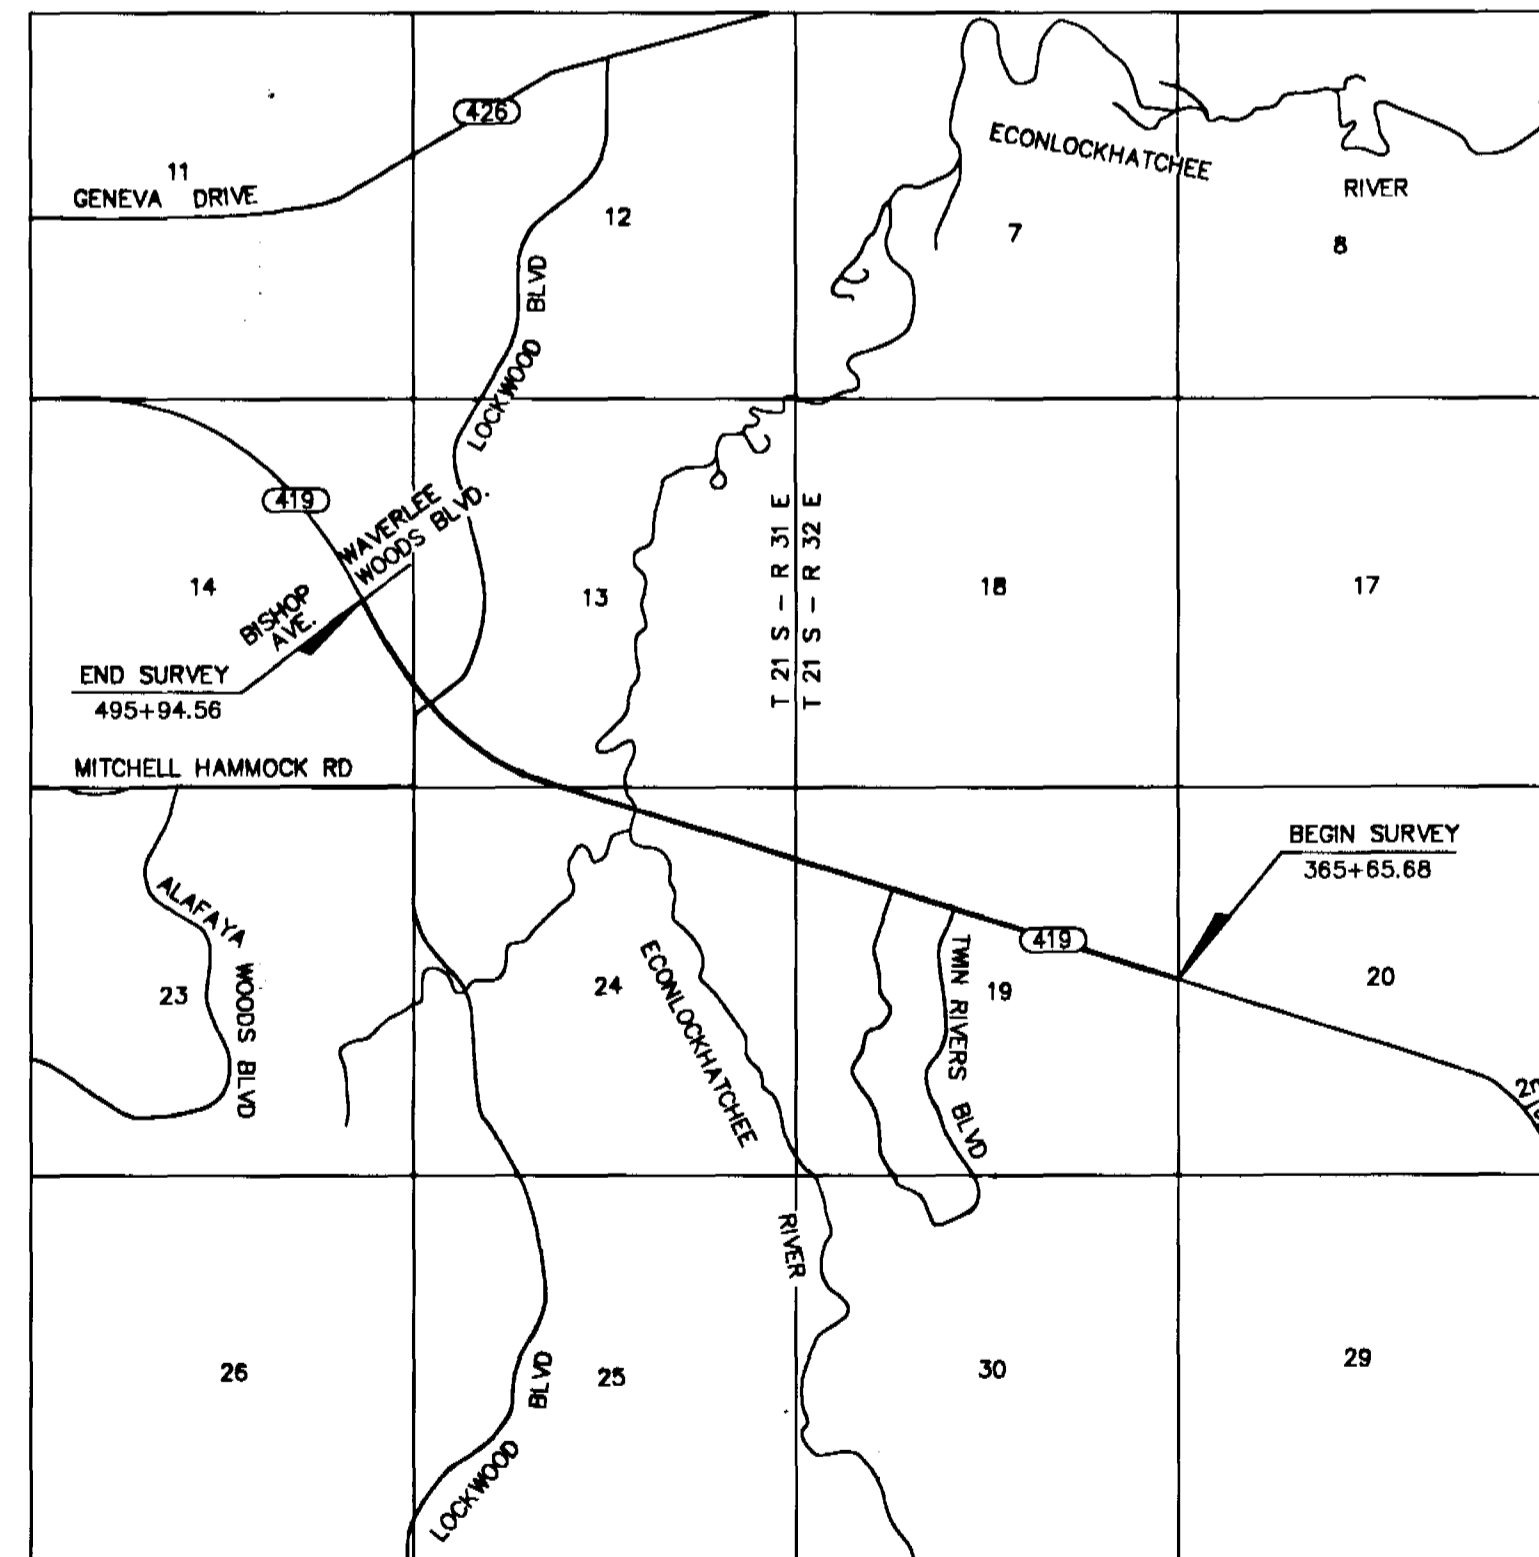 426
ECONLOCKHATCHEE
RIVER
11
GENEVA DRIVE
12
7
8
LOCKWOOD BLVD
419
WAVERLEE
WOODS BLVD.
14
BISHOP
AVE.
13
T 21 S - R 31 E
T 21 S - R 32 E
18
17
END SURVEY
495+94.56
MITCHELL HAMMOCK RD
BEGIN SURVEY
365+65.68
ALAFAYA WOODS BLVD
23
24
ECONLOCKHATCHEE
RIVER
TWIN RIVERS BLVD
19
419
20
26
LOCKWOOD BLVD
25
30
29